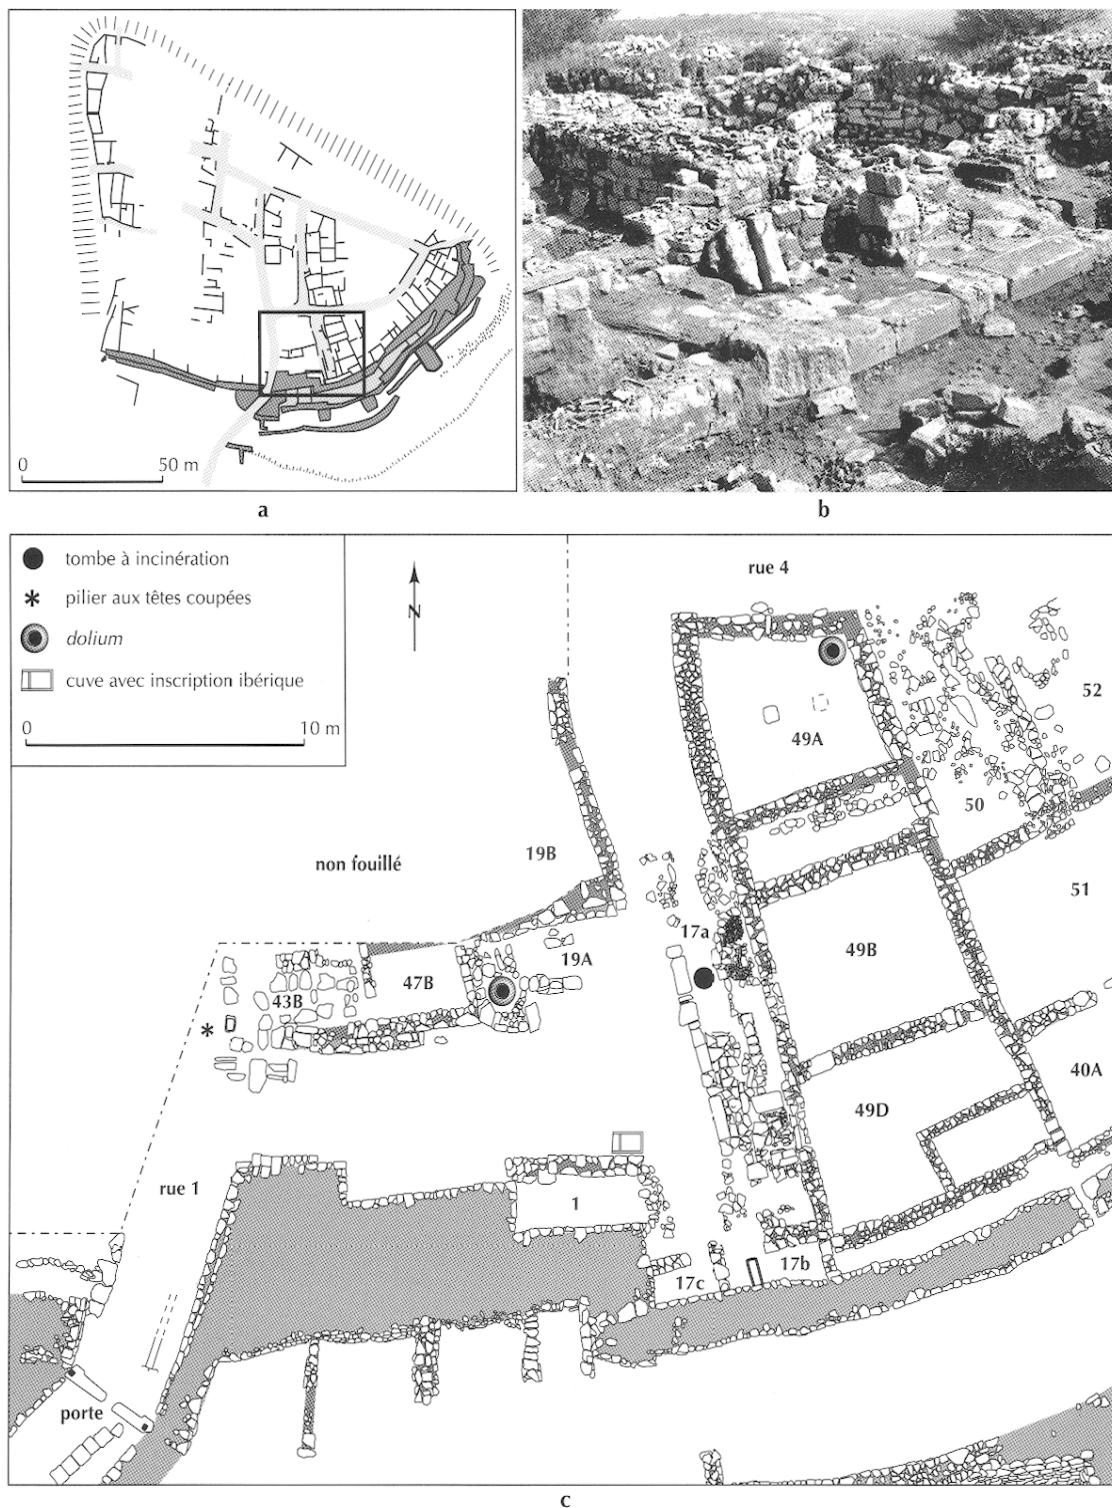 0 50 m
a
b
tombe à incinération
pilier aux têtes coupées
dolium
cuve avec inscription ibérique
0 10 m
N
rue 4
52
49A
50
19B
non fouillé
51
17a
49B
19A
47B
43B
*
40A
49D
rue 1
1
17b
17c
porte
c